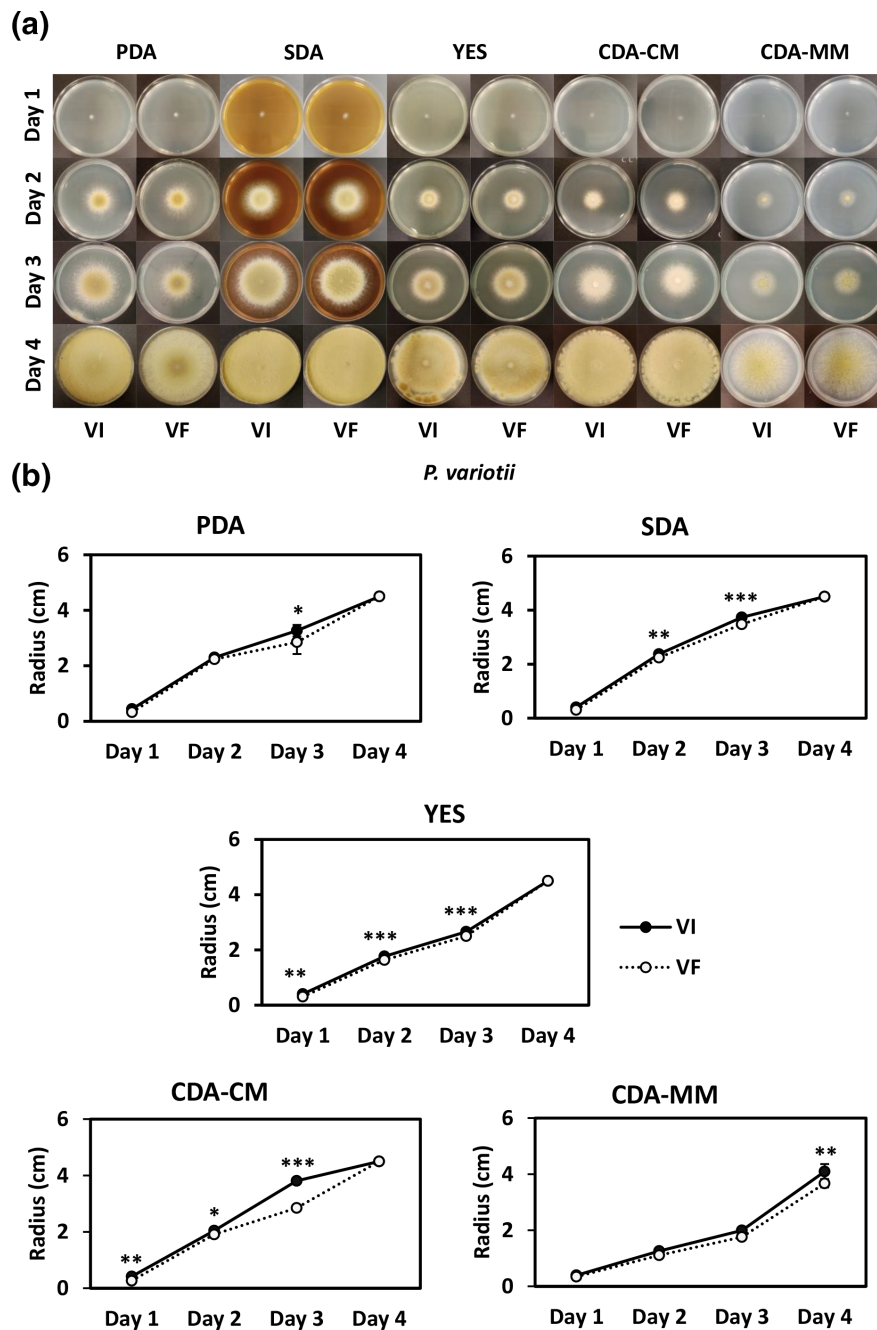 (a)
PDA SDA YES CDA-CM CDA-MM
Day 1
Day 2
Day 3
Day 4
VI VF VI VF VI VF VI VF VI VF
(b)
P. variotii
PDA
Radius (cm)
6
*
4
2
0
Day 1 Day 2 Day 3 Day 4
SDA
Radius (cm)
6
***
4
**
2
0
Day 1 Day 2 Day 3 Day 4
YES
Radius (cm)
6
4
***
***
2
**
0
Day 1 Day 2 Day 3 Day 4
VI
VF
CDA-CM
Radius (cm)
6
***
4
*
2
**
0
Day 1 Day 2 Day 3 Day 4
CDA-MM
Radius (cm)
6
**
4
2
0
Day 1 Day 2 Day 3 Day 4